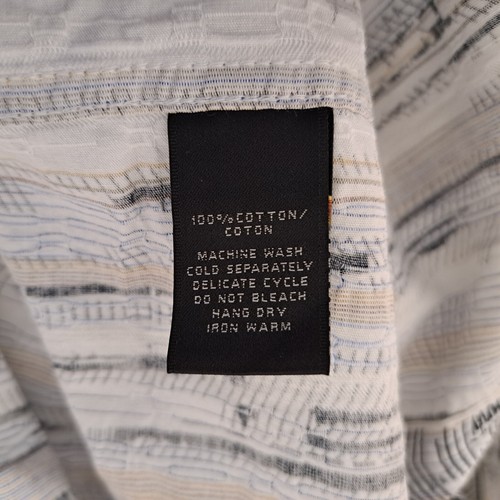 100% COTTON/
COTON
MACHINE WASH
COLD SEPARATELY
DELICATE CYCLE
DO NOT BLEACH
HANG DRY
IRON WARM